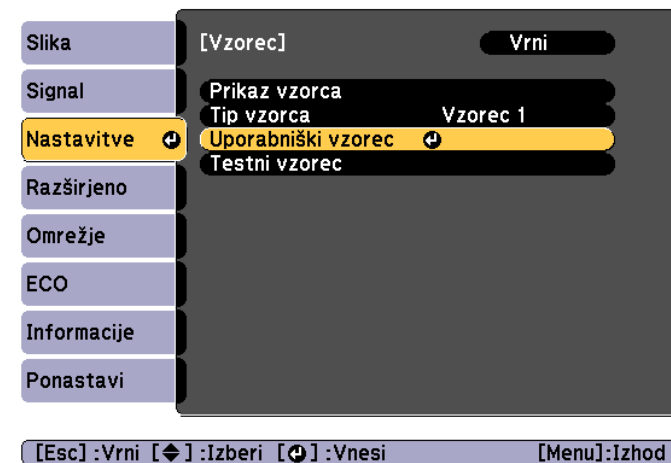 Slika
Signal
Nastavitve
Razširjeno
Omrežje
ECO
Informacije
Ponastavi
[Vzorec] Vrni
Prikaz vzorca
Tip vzorca Vzorec 1
Uporabniški vzorec
Testni vzorec
[Esc] :Vrni [◆] :Izberi [↵] :Vnesi [Menu]:Izhod